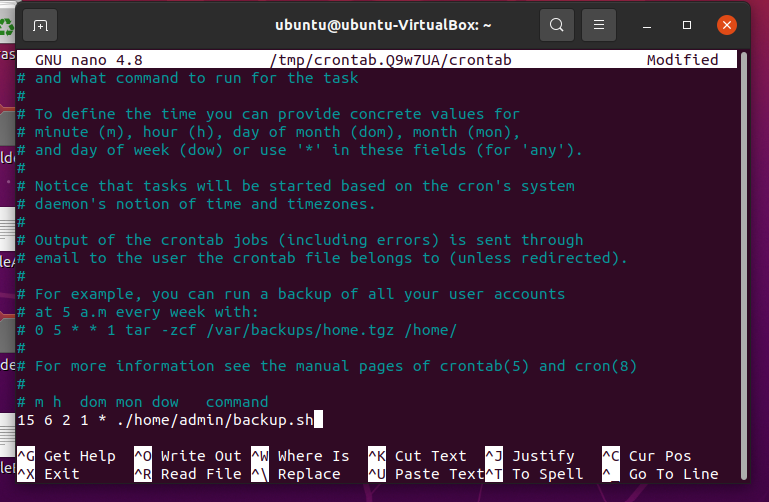 ubuntu@ubuntu-VirtualBox: ~
GNU nano 4.8 /tmp/crontab.Q9w7UA/crontab Modified
# and what command to run for the task
#
# To define the time you can provide concrete values for
# minute (m), hour (h), day of month (dom), month (mon),
# and day of week (dow) or use '*' in these fields (for 'any').
#
# Notice that tasks will be started based on the cron's system
# daemon's notion of time and timezones.
#
# Output of the crontab jobs (including errors) is sent through
# email to the user the crontab file belongs to (unless redirected).
#
# For example, you can run a backup of all your user accounts
# at 5 a.m every week with:
# 0 5 * * 1 tar -zcf /var/backups/home.tgz /home/
#
# For more information see the manual pages of crontab(5) and cron(8)
#
# m h  dom mon dow   command
15 6 2 1 * ./home/admin/backup.sh
^G Get Help ^O Write Out ^W Where Is ^K Cut Text ^J Justify ^C Cur Pos
^X Exit ^R Read File ^\ Replace ^U Paste Text ^T To Spell ^_ Go To Line